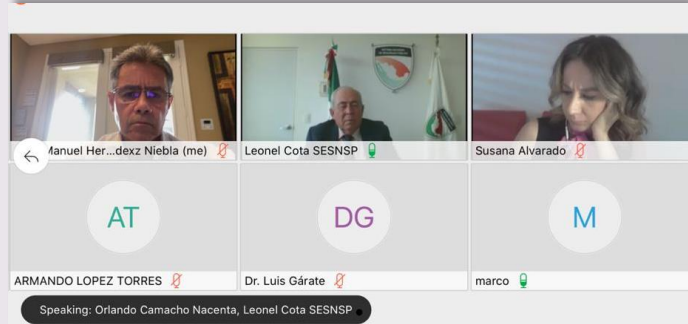 Manuel Her...dexz Niebla (me)
Leonel Cota SESNSP
Susana Alvarado
AT
DG
M
ARMANDO LOPEZ TORRES
Dr. Luis Gárate
marco
Speaking: Orlando Camacho Nacenta, Leonel Cota SESNSP